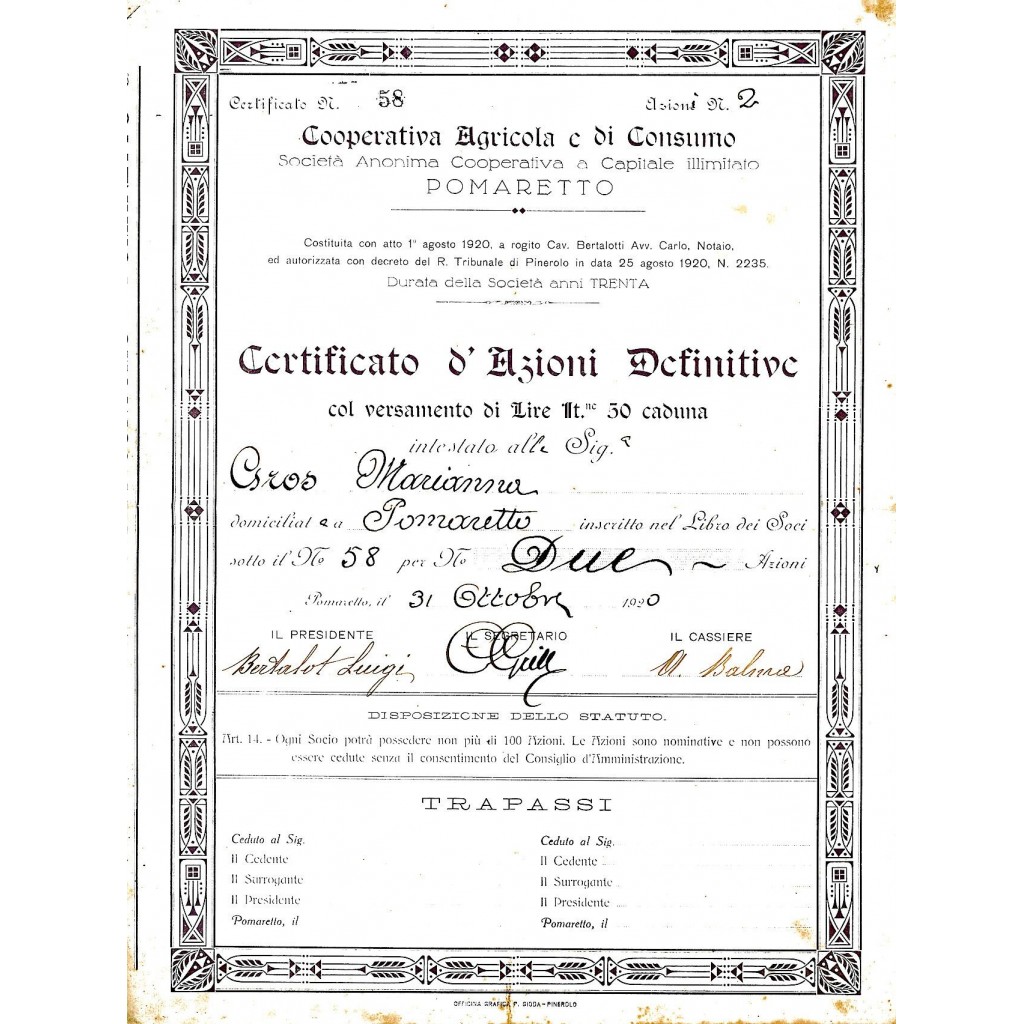 Certificato N. 58 Azioni N. 2
Cooperativa Agricola e di Consumo
Società Anonima Cooperativa a Capitale illimitato
POMARETTO
Costituita con atto 1° agosto 1920, a rogito Cav. Bertalotti Avv. Carlo, Notaio,
ed autorizzata con decreto del R. Tribunale di Pinerolo in data 25 agosto 1920, N. 2235.
Durata della Società anni TRENTA
Certificato d'Azioni Definitive
col versamento di Lire It.ne 50 caduna
intestato alla Sig.a
Gros Marianna
domiciliata a Pomaretto inscritto nel Libro dei Soci
sotto il No 58 per No Due Azioni
Pomaretto, il 31 Ottobre 1920
IL PRESIDENTE IL SEGRETARIO IL CASSIERE
Bertalot Luigi Grill A. Balma
DISPOSIZIONE DELLO STATUTO.
Art. 14. - Ogni Socio potrà possedere non più di 100 Azioni. Le Azioni sono nominative e non possono
essere cedute senza il consentimento del Consiglio d'Amministrazione.
TRAPASSI
Ceduto al Sig. Ceduto al Sig.
Il Cedente Il Cedente
Il Surrogante Il Surrogante
Il Presidente Il Presidente
Pomaretto, il Pomaretto, il
OFFICINA GRAFICA P. GIODA-PINEROLO